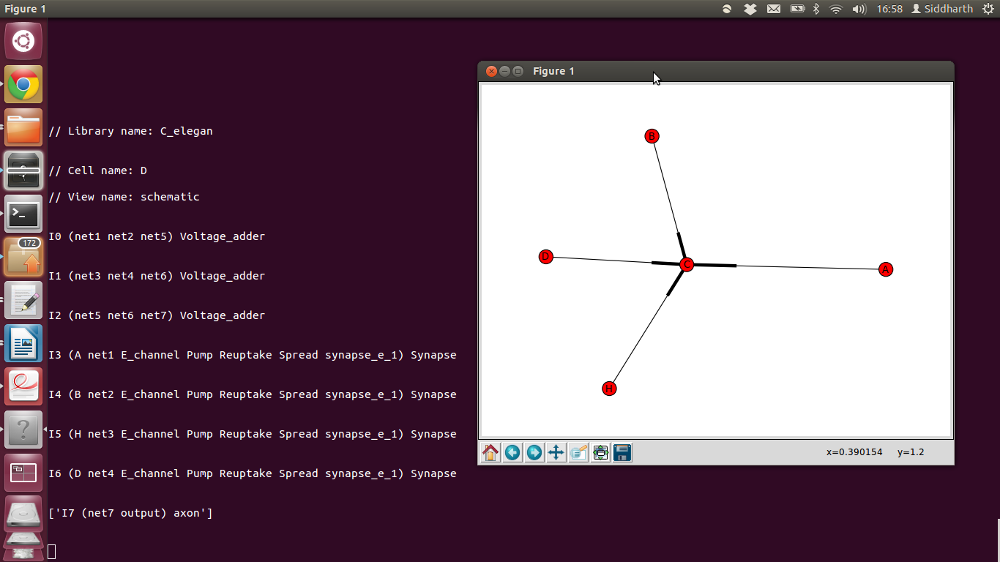 Figure 1
16:58 Siddharth
// Library name: C_elegan
// Cell name: D
// View name: schematic
I0 (net1 net2 net5) Voltage_adder
I1 (net3 net4 net6) Voltage_adder
I2 (net5 net6 net7) Voltage_adder
I3 (A net1 E_channel Pump Reuptake Spread synapse_e_1) Synapse
I4 (B net2 E_channel Pump Reuptake Spread synapse_e_1) Synapse
I5 (H net3 E_channel Pump Reuptake Spread synapse_e_1) Synapse
I6 (D net4 E_channel Pump Reuptake Spread synapse_e_1) Synapse
['I7 (net7 output) axon']
172
Figure 1
B
D
C
A
H
x=0.390154 y=1.2